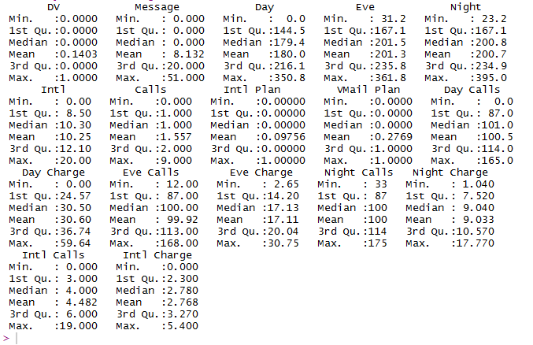 DV Message Day Eve Night
Min. :0.0000 Min. : 0.000 Min. : 0.0 Min. : 31.2 Min. : 23.2
1st Qu.:0.0000 1st Qu.: 0.000 1st Qu.:144.5 1st Qu.:167.1 1st Qu.:167.1
Median :0.0000 Median : 0.000 Median :179.4 Median :201.5 Median :200.8
Mean :0.1403 Mean : 8.132 Mean :180.0 Mean :201.3 Mean :200.7
3rd Qu.:0.0000 3rd Qu.:20.000 3rd Qu.:216.1 3rd Qu.:235.8 3rd Qu.:234.9
Max. :1.0000 Max. :51.000 Max. :350.8 Max. :361.8 Max. :395.0
Intl Calls Intl Plan VMail Plan Day Calls
Min. : 0.00 Min. :0.000 Min. :0.00000 Min. :0.0000 Min. : 0.0
1st Qu.: 8.50 1st Qu.:1.000 1st Qu.:0.00000 1st Qu.:0.0000 1st Qu.: 87.0
Median :10.30 Median :1.000 Median :0.00000 Median :0.0000 Median :101.0
Mean :10.25 Mean :1.557 Mean :0.09756 Mean :0.2769 Mean :100.5
3rd Qu.:12.10 3rd Qu.:2.000 3rd Qu.:0.00000 3rd Qu.:1.0000 3rd Qu.:114.0
Max. :20.00 Max. :9.000 Max. :1.00000 Max. :1.0000 Max. :165.0
Day Charge Eve Calls Eve Charge Night Calls Night Charge
Min. : 0.00 Min. : 12.00 Min. : 2.65 Min. : 33 Min. : 1.040
1st Qu.:24.57 1st Qu.: 87.00 1st Qu.:14.20 1st Qu.: 87 1st Qu.: 7.520
Median :30.50 Median :100.00 Median :17.13 Median :100 Median : 9.040
Mean :30.60 Mean : 99.92 Mean :17.11 Mean :100 Mean : 9.033
3rd Qu.:36.74 3rd Qu.:113.00 3rd Qu.:20.04 3rd Qu.:114 3rd Qu.:10.570
Max. :59.64 Max. :168.00 Max. :30.75 Max. :175 Max. :17.770
Intl Calls Intl Charge
Min. : 0.000 Min. :0.000
1st Qu.: 3.000 1st Qu.:2.300
Median : 4.000 Median :2.780
Mean : 4.482 Mean :2.768
3rd Qu.: 6.000 3rd Qu.:3.270
Max. :19.000 Max. :5.400
>